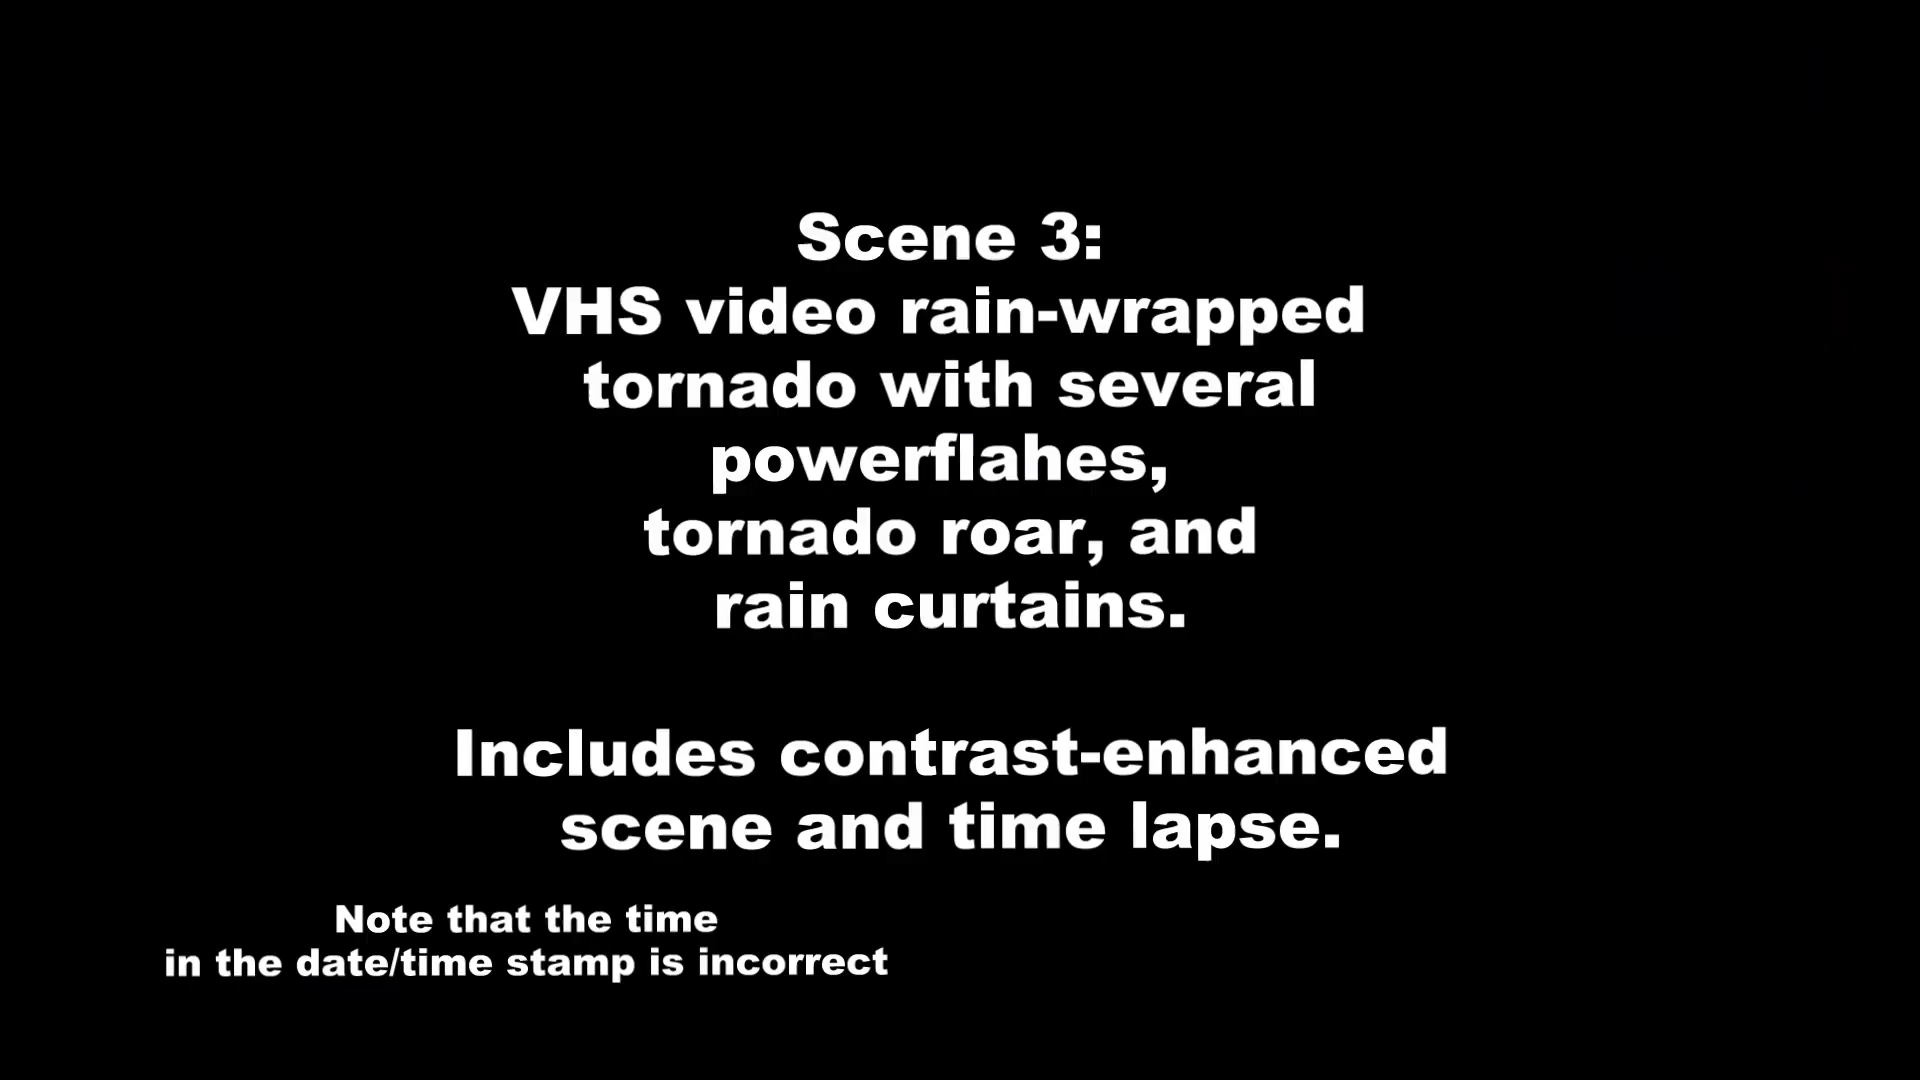 Scene 3:
VHS video rain-wrapped
tornado with several
powerflahes,
tornado roar, and
rain curtains.
Includes contrast-enhanced
scene and time lapse.
Note that the time
in the date/time stamp is incorrect